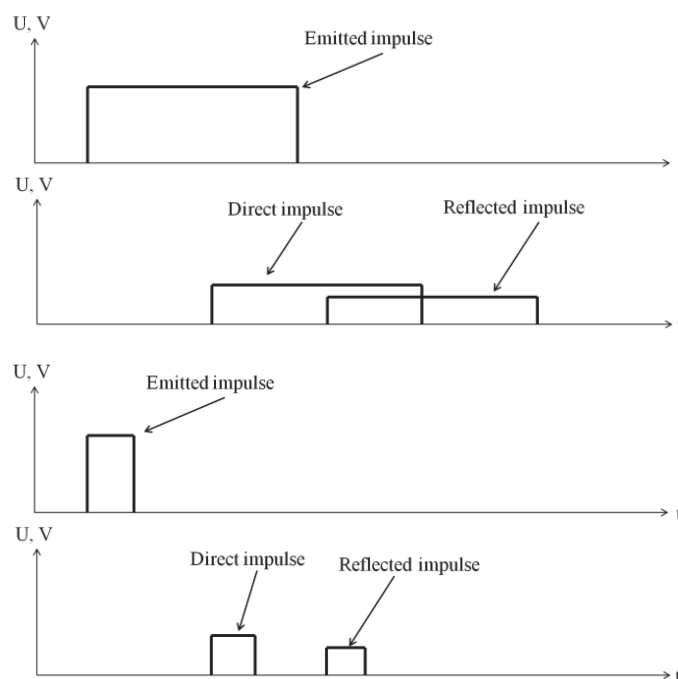 U, V
Emitted impulse
U, V
Direct impulse
Reflected impulse
U, V
Emitted impulse
t
U, V
Direct impulse
Reflected impulse
t